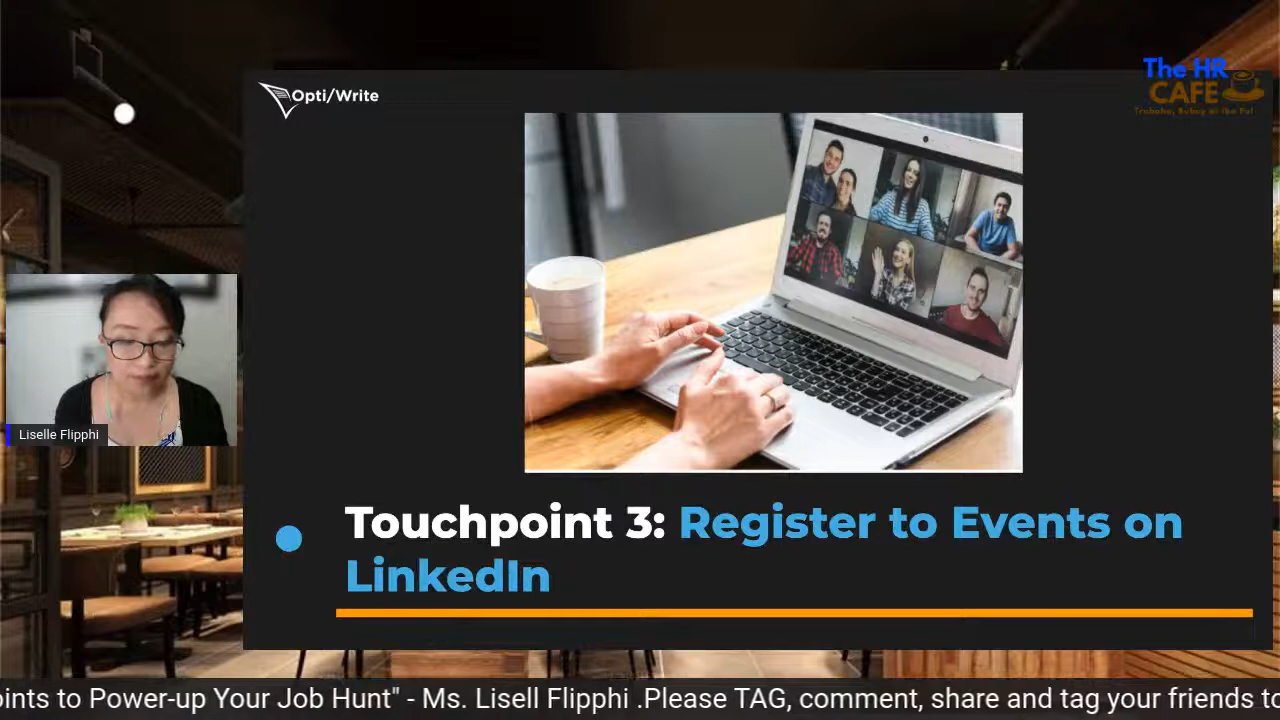 Opti/Write
The HR
CAFE
Liselle Flipphi
Touchpoint 3: Register to Events on
LinkedIn
oints to Power-up Your Job Hunt" - Ms. Lisell Flipphi .Please TAG, comment, share and tag your friends to